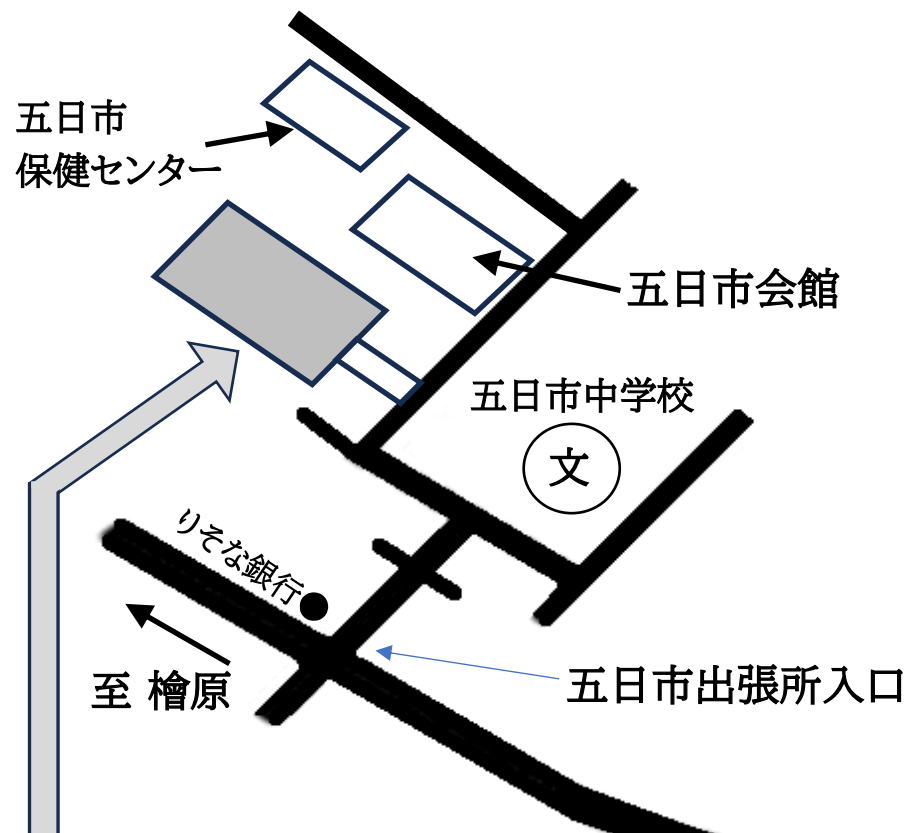 五日市
保健センター
五日市会館
五日市中学校
文
りそな銀行
至 檜原
五日市出張所入口